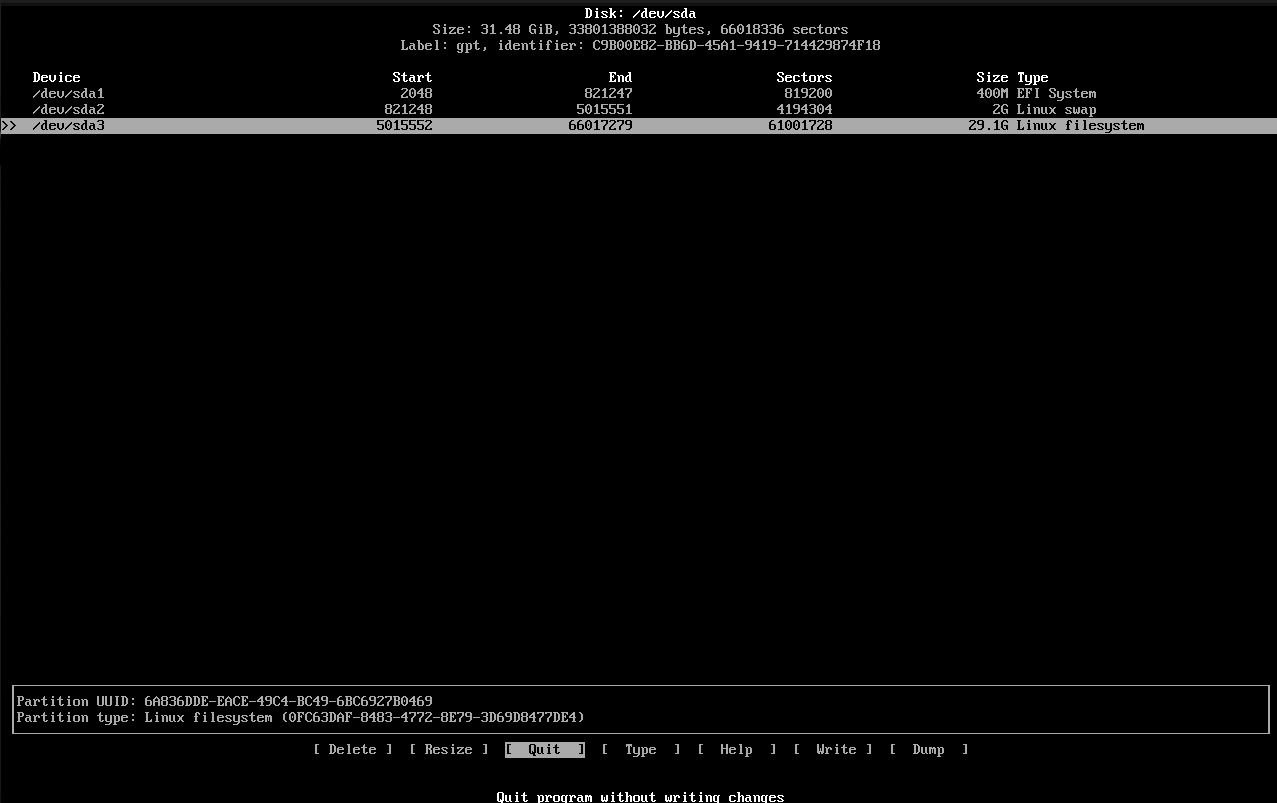 Disk: /dev/sda
Size: 31.48 GiB, 33801388032 bytes, 66018336 sectors
Label: gpt, identifier: C9B00E82-BB6D-45A1-9419-714429874F18
Device Start End Sectors Size Type
/dev/sda1 2048 821247 819200 400M EFI System
/dev/sda2 821248 5015551 4194304 2G Linux swap
>> /dev/sda3 5015552 66017279 61001728 29.1G Linux filesystem
Partition UUID: 6A836DDE-EACE-49C4-BC49-6BC6927B0469
Partition type: Linux filesystem (0FC63DAF-8483-4772-8E79-3D69D8477DE4)
[ Delete ] [ Resize ] [ Quit ] [ Type ] [ Help ] [ Write ] [ Dump ]
Quit program without writing changes